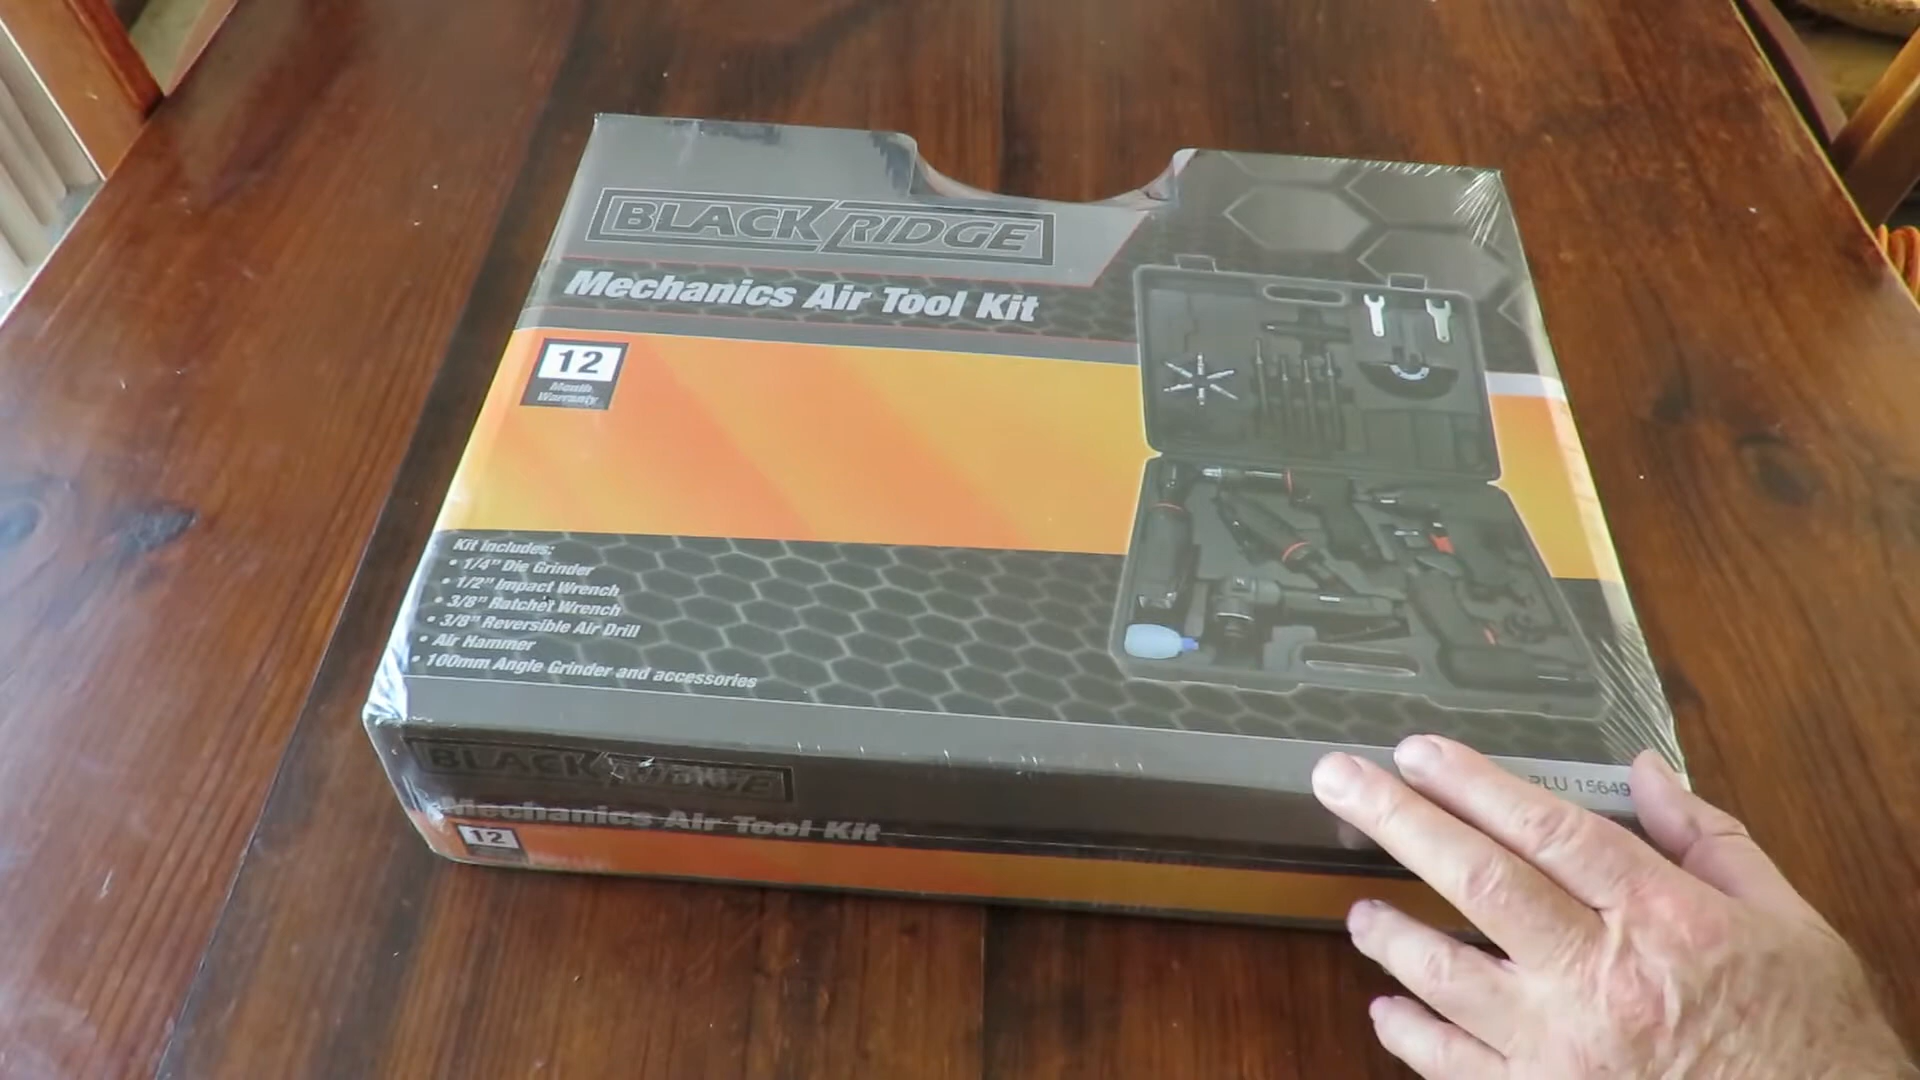 BLACK RIDGE
Mechanics Air Tool Kit
12
Month
Warranty
Kit Includes:
• 1/4" Die Grinder
• 1/2" Impact Wrench
• 3/8" Ratchet Wrench
• 3/8" Reversible Air Drill
• Air Hammer
• 100mm Angle Grinder and accessories
PLU 15649
BLACK RIDGE
Mechanics Air Tool Kit
12